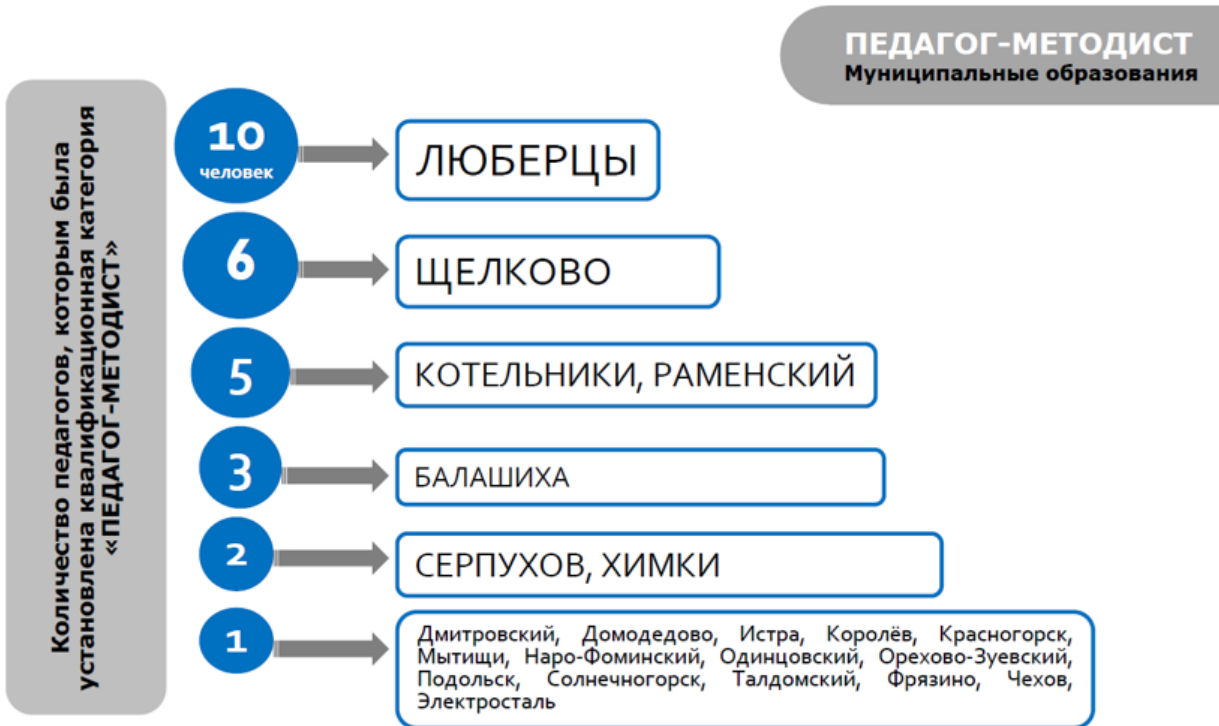 ПЕДАГОГ-МЕТОДИСТ
Муниципальные образования
Количество педагогов, которым была
установлена квалификационная категория
«ПЕДАГОГ-МЕТОДИСТ»
10
человек
ЛЮБЕРЦЫ
6
ЩЕЛКОВО
5
КОТЕЛЬНИКИ, РАМЕНСКИЙ
3
БАЛАШИХА
2
СЕРПУХОВ, ХИМКИ
1
Дмитровский, Домодедово, Истра, Королёв, Красногорск,
Мытищи, Наро-Фоминский, Одинцовский, Орехово-Зуевский,
Подольск, Солнечногорск, Талдомский, Фрязино, Чехов,
Электросталь